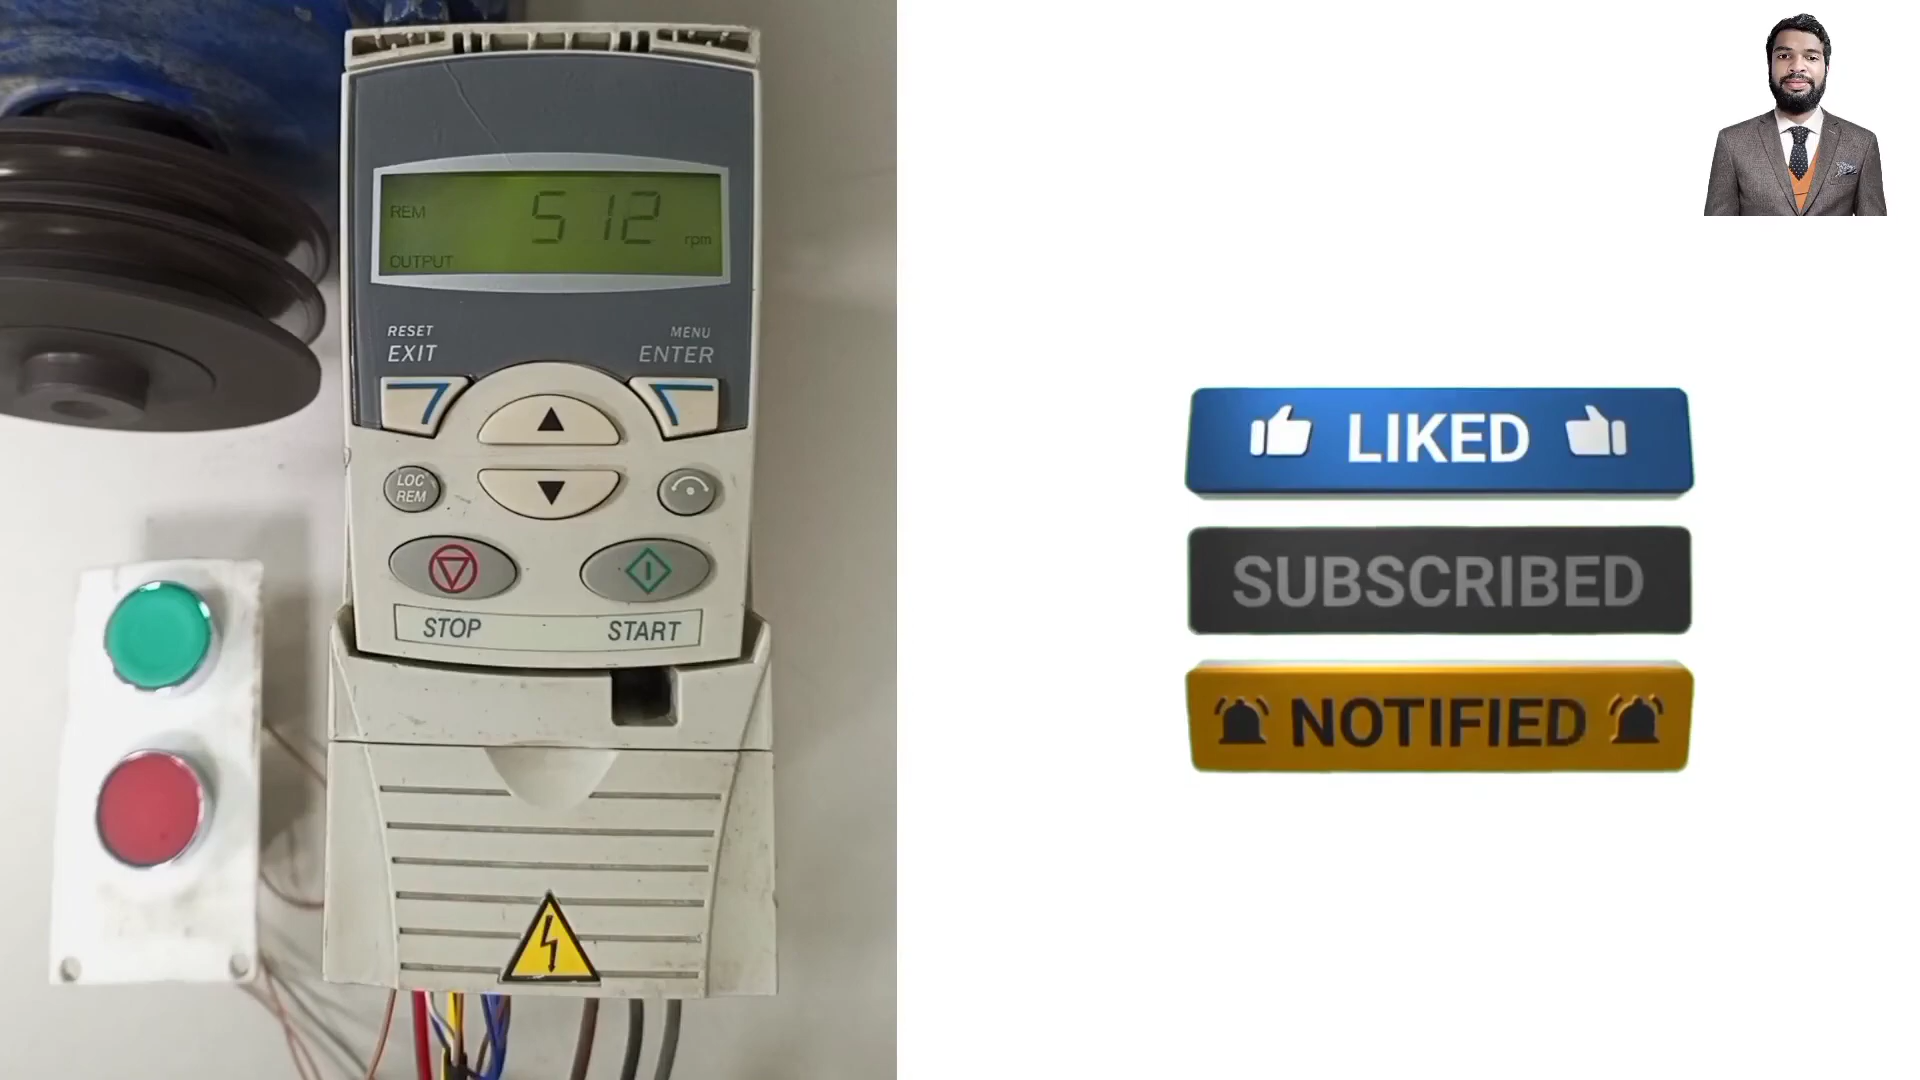 REM
512
rpm
OUTPUT
RESET
EXIT
MENU
ENTER
LOC
REM
STOP
START
LIKED
SUBSCRIBED
NOTIFIED